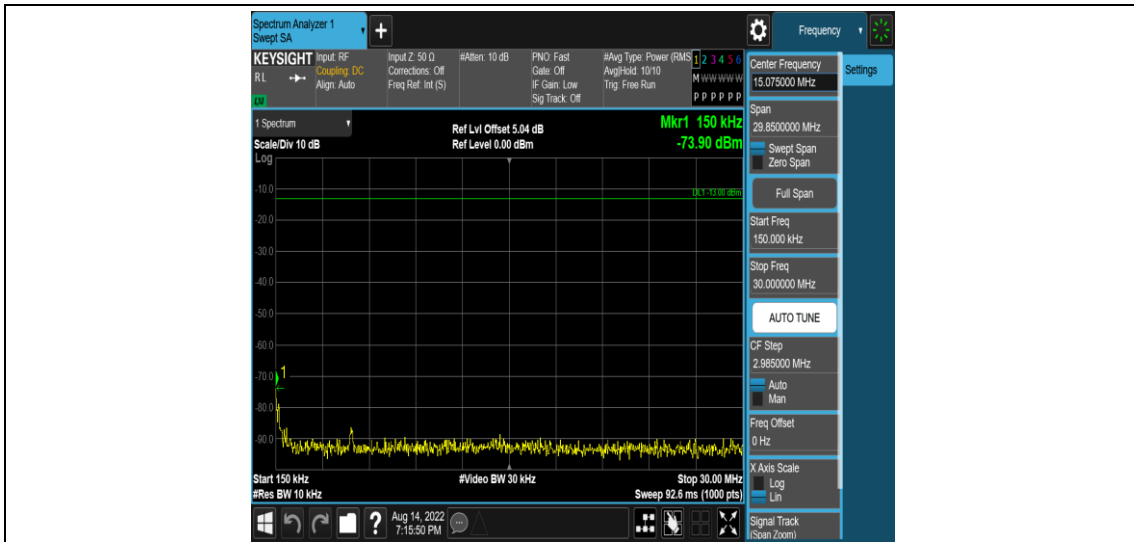 Spectrum Analyzer 1
Swept SA
+
Frequency
KEYSIGHT
RL
LXI
Input: RF
Coupling: DC
Align: Auto
Input Z: 50 Ω
Corrections: Off
Freq Ref: Int (S)
#Atten: 10 dB
PNO: Fast
Gate: Off
IF Gain: Low
Sig Track: Off
#Avg Type: Power (RMS
Avg|Hold: 10/10
Trig: Free Run
1 2 3 4 5 6
M W W W W W
P P P P P P
1 Spectrum
Scale/Div 10 dB
Log
Ref Lvl Offset 5.04 dB
Ref Level 0.00 dBm
Mkr1 150 kHz
-73.90 dBm
DL1 -13.00 dBm
-10.0
-20.0
-30.0
-40.0
-50.0
-60.0
-70.0
1
-80.0
-90.0
Start 150 kHz
#Res BW 10 kHz
#Video BW 30 kHz
Stop 30.00 MHz
Sweep 92.6 ms (1000 pts)
?
Aug 14, 2022
7:15:50 PM
Center Frequency
15.075000 MHz
Settings
Span
29.8500000 MHz
Swept Span
Zero Span
Full Span
Start Freq
150.000 kHz
Stop Freq
30.000000 MHz
AUTO TUNE
CF Step
2.985000 MHz
Auto
Man
Freq Offset
0 Hz
X Axis Scale
Log
Lin
Signal Track
(Span Zoom)